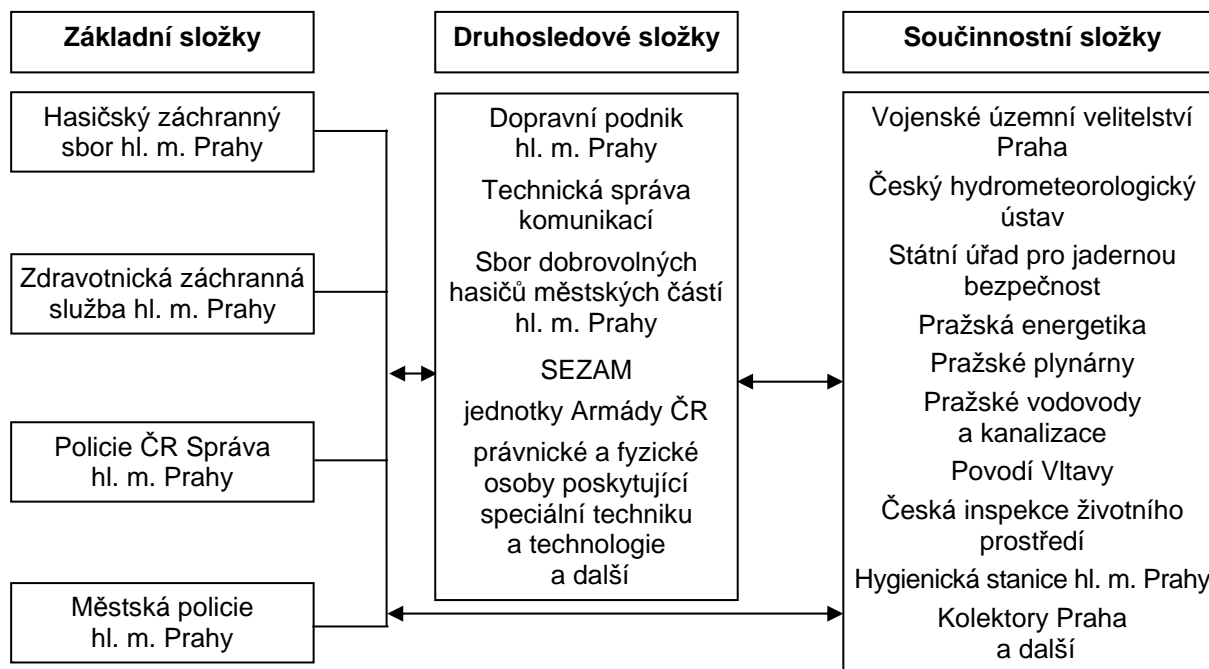 Základní složky
Hasičský záchranný
sbor hl. m. Prahy
Zdravotnická záchranná
služba hl. m. Prahy
Policie ČR Správa
hl. m. Prahy
Městská policie
hl. m. Prahy
Druhosledové složky
Dopravní podnik
hl. m. Prahy
Technická správa
komunikací
Sbor dobrovolných
hasičů městských částí
hl. m. Prahy
SEZAM
jednotky Armády ČR
právnické a fyzické
osoby poskytující
speciální techniku
a technologie
a další
Součinnostní složky
Vojenské územní velitelství
Praha
Český hydrometeorologický
ústav
Státní úřad pro jadernou
bezpečnost
Pražská energetika
Pražské plynárny
Pražské vodovody
a kanalizace
Povodí Vltavy
Česká inspekce životního
prostředí
Hygienická stanice hl. m. Prahy
Kolektory Praha
a další